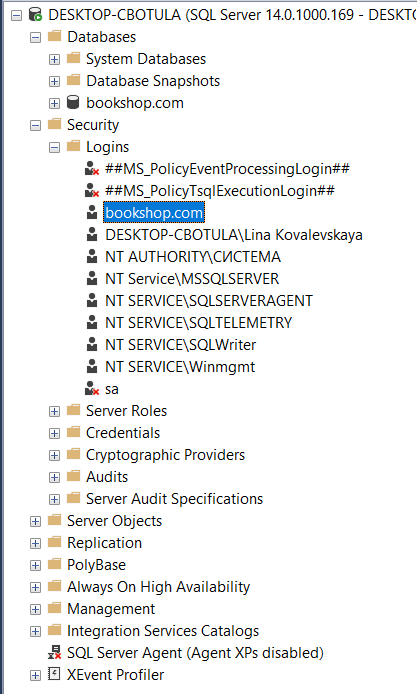 DESKTOP-CBOTULA (SQL Server 14.0.1000.169 - DESKT
Databases
System Databases
Database Snapshots
bookshop.com
Security
Logins
##MS_PolicyEventProcessingLogin##
##MS_PolicyTsqlExecutionLogin##
bookshop.com
DESKTOP-CBOTULA\Lina Kovalevskaya
NT AUTHORITY\СИСТЕМА
NT Service\MSSQLSERVER
NT SERVICE\SQLSERVERAGENT
NT SERVICE\SQLTELEMETRY
NT SERVICE\SQLWriter
NT SERVICE\Winmgmt
sa
Server Roles
Credentials
Cryptographic Providers
Audits
Server Audit Specifications
Server Objects
Replication
PolyBase
Always On High Availability
Management
Integration Services Catalogs
SQL Server Agent (Agent XPs disabled)
XEvent Profiler